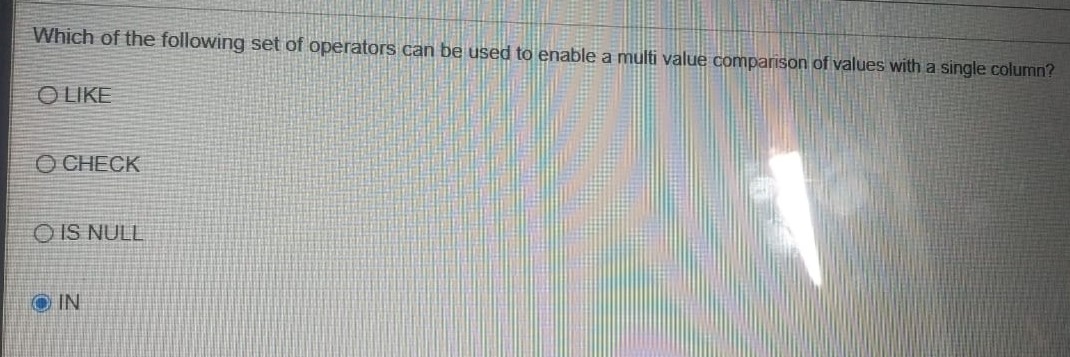 Which of the following set of operators can be used to enable a multi value comparison of values with a single column?
LIKE
CHECK
IS NULL
IN